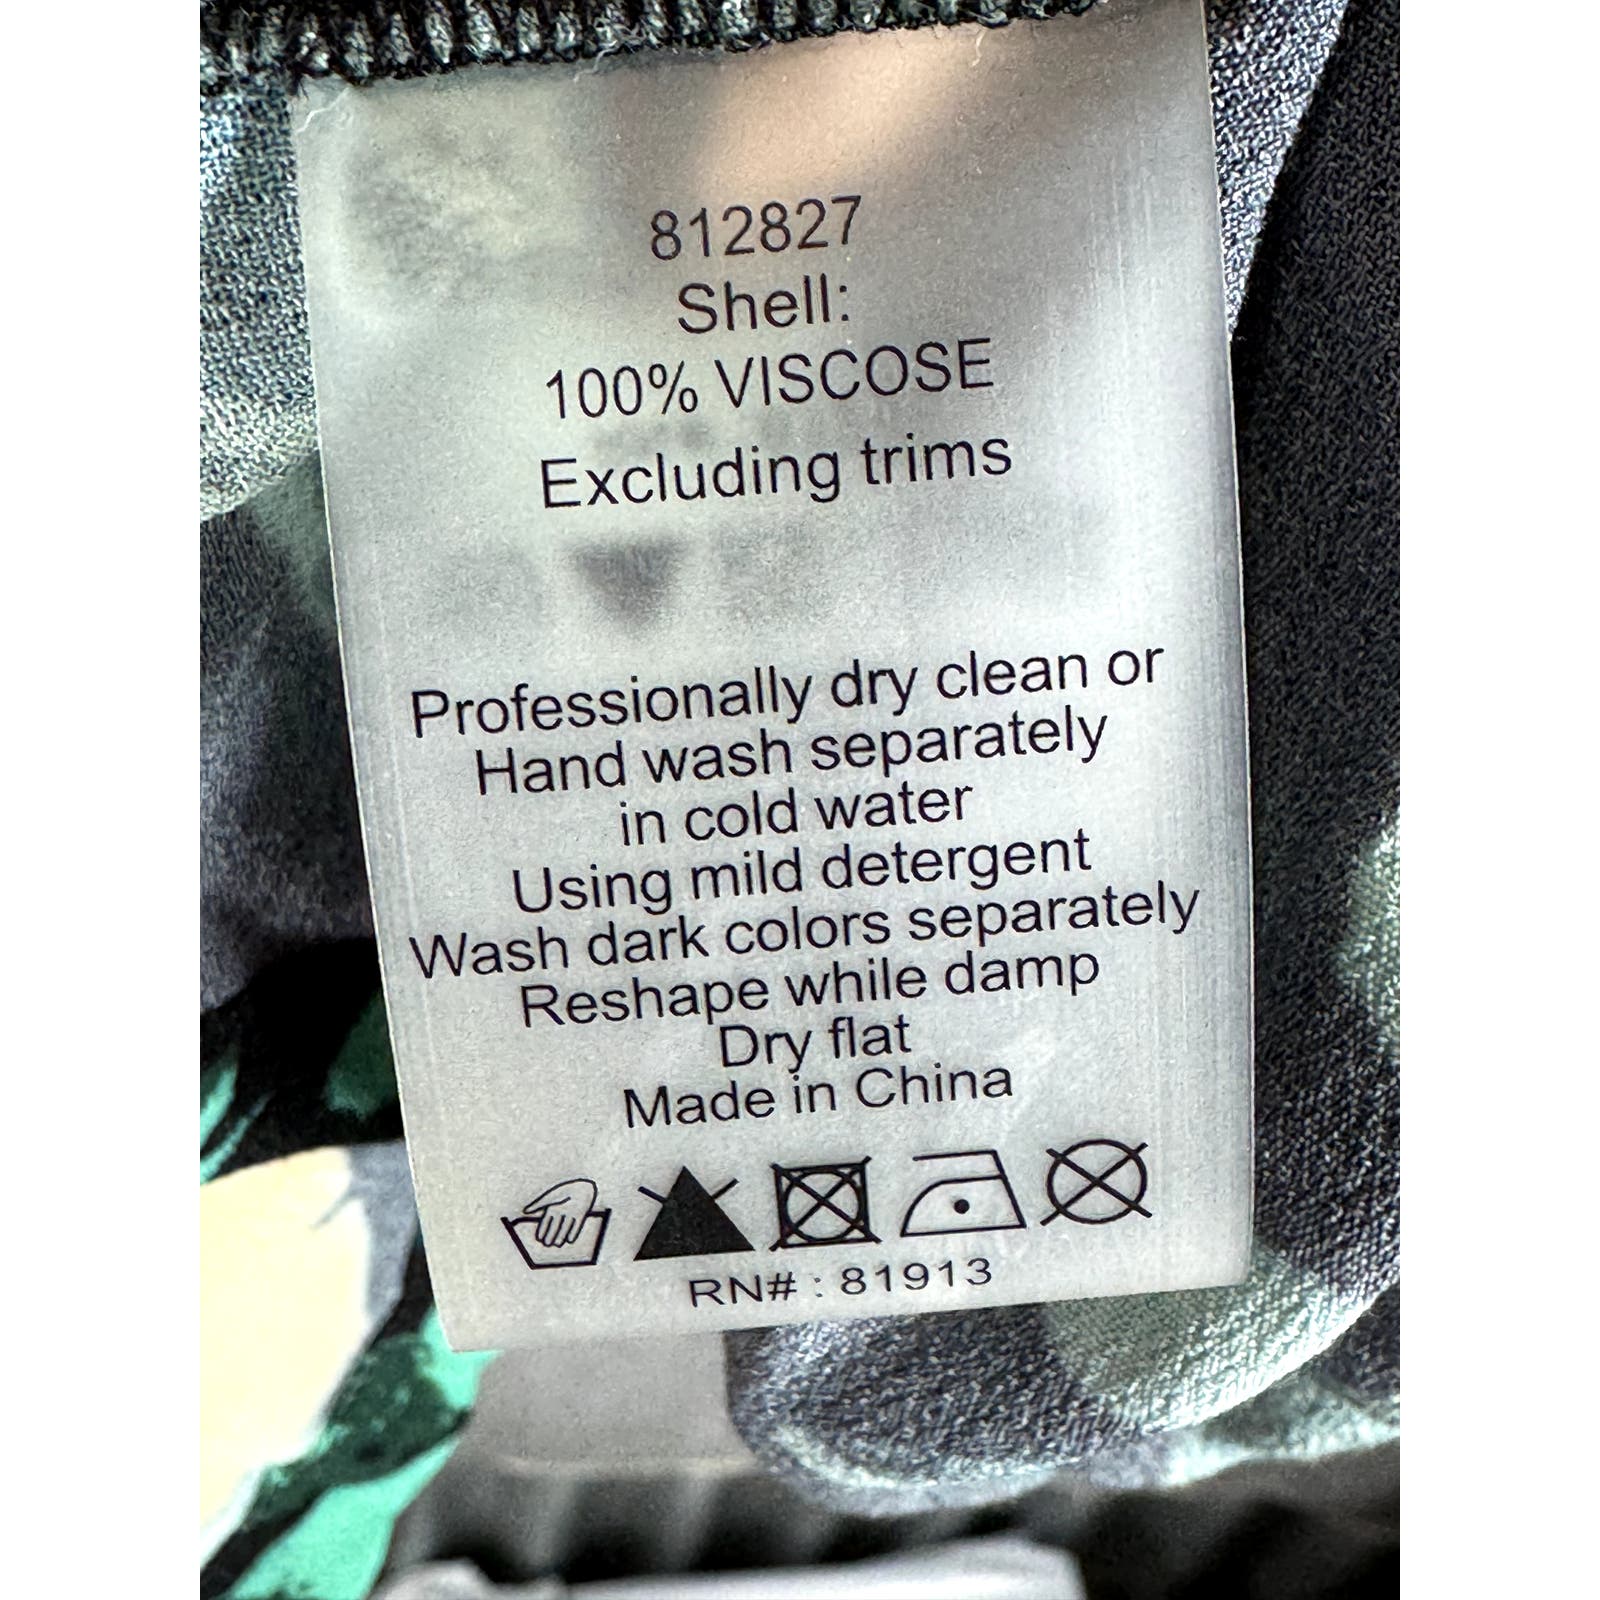 812827
Shell:
100% VISCOSE
Excluding trims
Professionally dry clean or
Hand wash separately
in cold water
Using mild detergent
Wash dark colors separately
Reshape while damp
Dry flat
Made in China
RN# : 81913